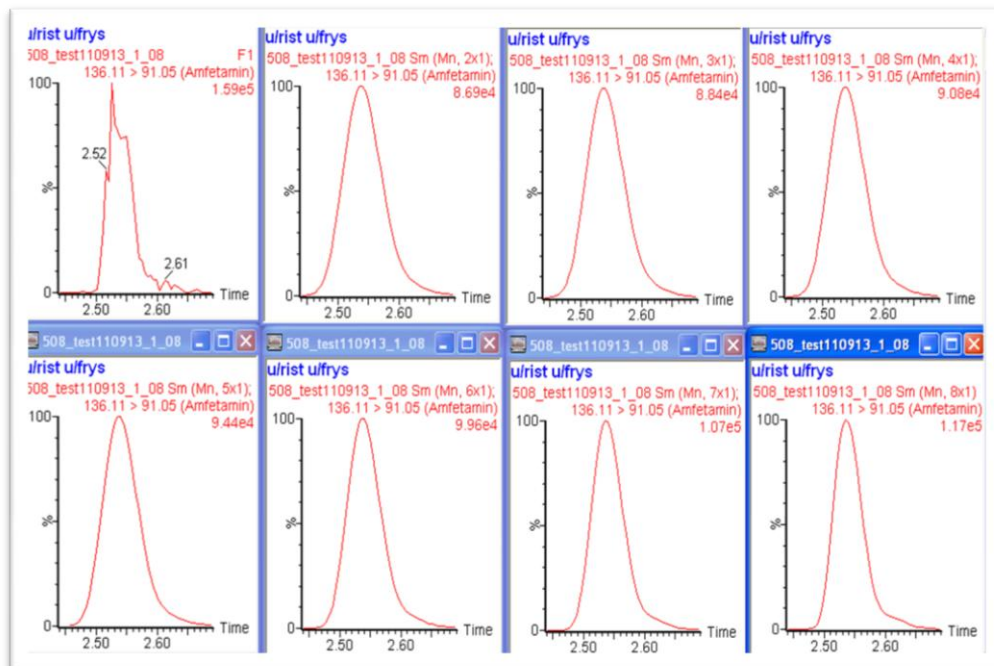 u/rist u/frys
508_test110913_1_08 F1
136.11 > 91.05 (Amfetamin)
1.59e5
100
2.52
%
2.61
0
Time
2.50 2.60
u/rist u/frys
508_test110913_1_08 Sm (Mn, 2x1);
136.11 > 91.05 (Amfetamin)
8.69e4
100
%
0
Time
2.50 2.60
u/rist u/frys
508_test110913_1_08 Sm (Mn, 3x1);
136.11 > 91.05 (Amfetamin)
8.84e4
100
%
0
Time
2.50 2.60
u/rist u/frys
508_test110913_1_08 Sm (Mn, 4x1);
136.11 > 91.05 (Amfetamin)
9.08e4
100
%
0
Time
2.50 2.60
508_test110913_1_08
u/rist u/frys
508_test110913_1_08 Sm (Mn, 5x1);
136.11 > 91.05 (Amfetamin)
9.44e4
100
%
0
Time
2.50 2.60
508_test110913_1_08
u/rist u/frys
508_test110913_1_08 Sm (Mn, 6x1);
136.11 > 91.05 (Amfetamin)
9.96e4
100
%
0
Time
2.50 2.60
508_test110913_1_08
u/rist u/frys
508_test110913_1_08 Sm (Mn, 7x1);
136.11 > 91.05 (Amfetamin)
1.07e5
100
%
0
Time
2.50 2.60
508_test110913_1_08
u/rist u/frys
508_test110913_1_08 Sm (Mn, 8x1)
136.11 > 91.05 (Amfetamin)
1.17e5
100
%
0
Time
2.50 2.60